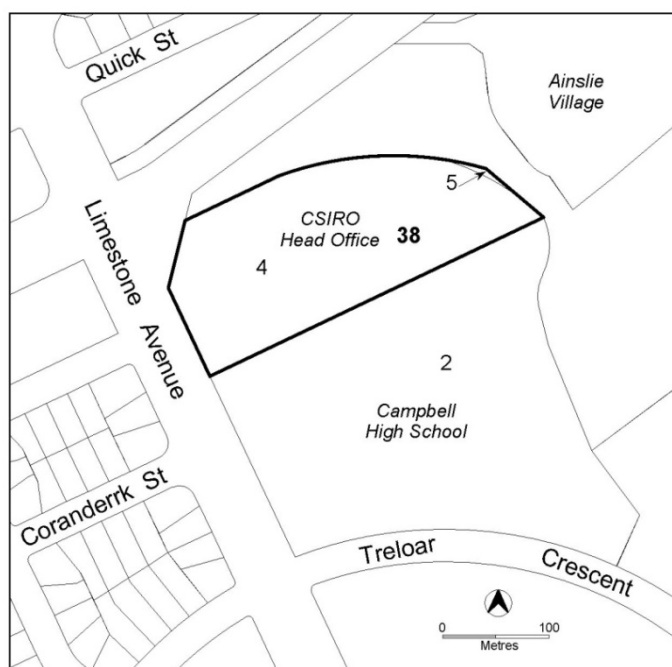 Quick St
Ainslie
Village
5
CSIRO
Head Office
38
4
Limestone Avenue
2
Campbell
High School
Coranderrk St
Treloar Crescent
0
100
Metres